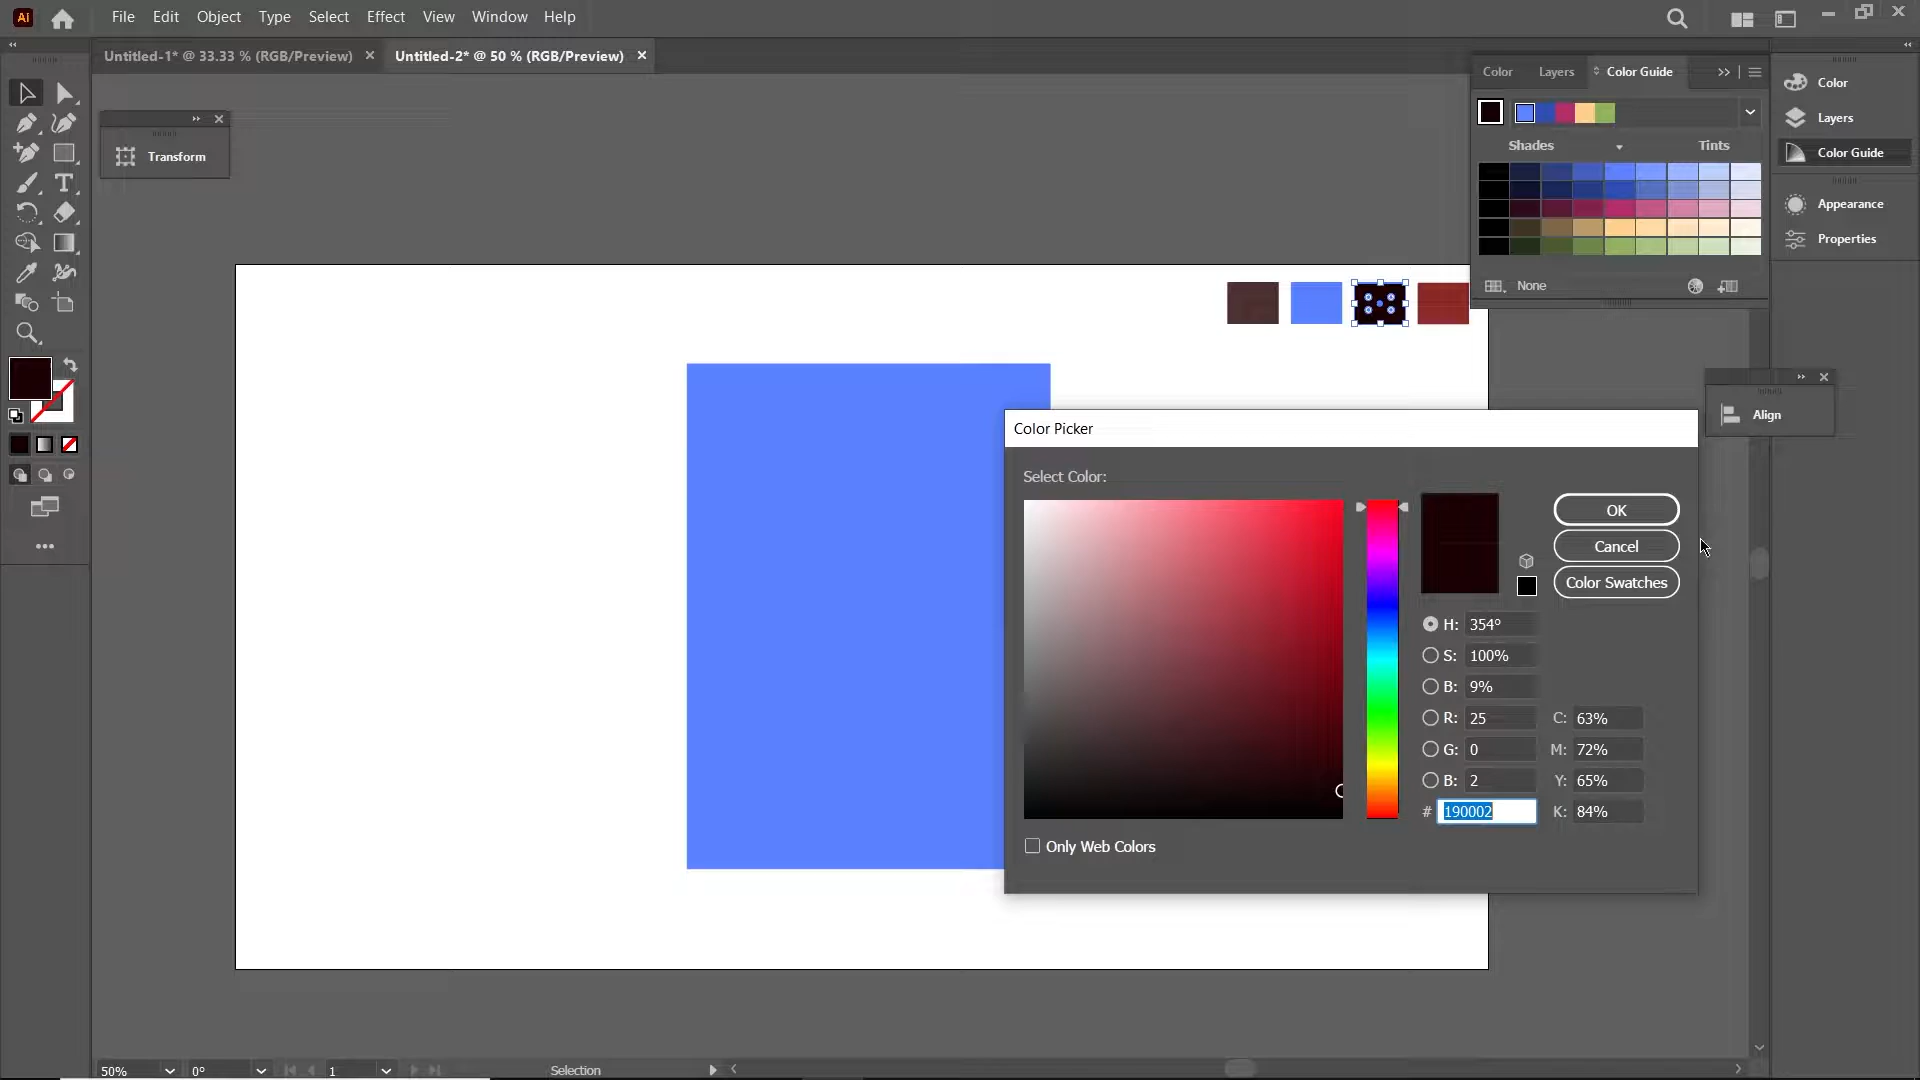 Ai
File Edit Object Type Select Effect View Window Help
Untitled-1* @ 33.33 % (RGB/Preview) × Untitled-2* @ 50 % (RGB/Preview) ×
Transform
Color Layers Color Guide
Shades Tints
None
Color
Layers
Color Guide
Appearance
Properties
Align
Color Picker
Select Color:
OK
Cancel
Color Swatches
H: 354°
S: 100%
B: 9%
R: 25 C: 63%
G: 0 M: 72%
B: 2 Y: 65%
# 190002 K: 84%
Only Web Colors
50% 0° 1 Selection